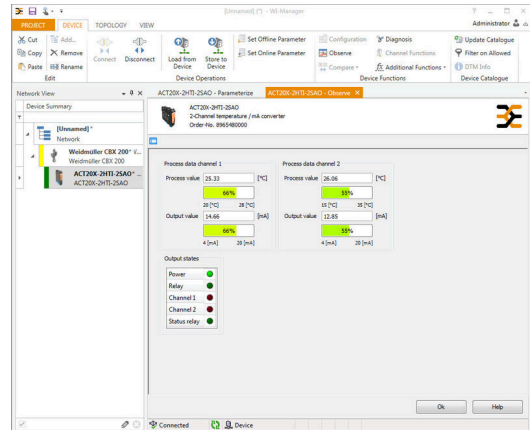 [Unnamed] (*) - WI-Manager
PROJECT DEVICE TOPOLOGY VIEW Administrator
Cut Add...
Copy Remove
Paste Rename
Edit
Connect Disconnect
Load from Device Store to Device
Device Operations
Set Offline Parameter
Set Online Parameter
Configuration Diagnosis
Observe Channel Functions
Compare Additional Functions
Device Functions
Update Catalogue
Filter on Allowed
DTM Info
Device Catalogue
Network View
Device Summary
[Unnamed] *
Network
Weidmüller CBX 200*
Weidmüller CBX 200
ACT20X-2HTI-2SAO* ...
ACT20X-2HTI-2SAO
ACT20X-2HTI-2SAO - Parameterize ACT20X-2HTI-2SAO - Observe
ACT20X-2HTI-2SAO
2-Channel temperature / mA converter
Order-No. 8965480000
Process data channel 1
Process value 25.33 [°C]
66%
20 [°C] 28 [°C]
Output value 14.66 [mA]
66%
4 [mA] 20 [mA]
Process data channel 2
Process value 26.06 [°C]
55%
15 [°C] 35 [°C]
Output value 12.85 [mA]
55%
4 [mA] 20 [mA]
Output states
Power
Relay
Channel 1
Channel 2
Status relay
Ok Help
Connected Device